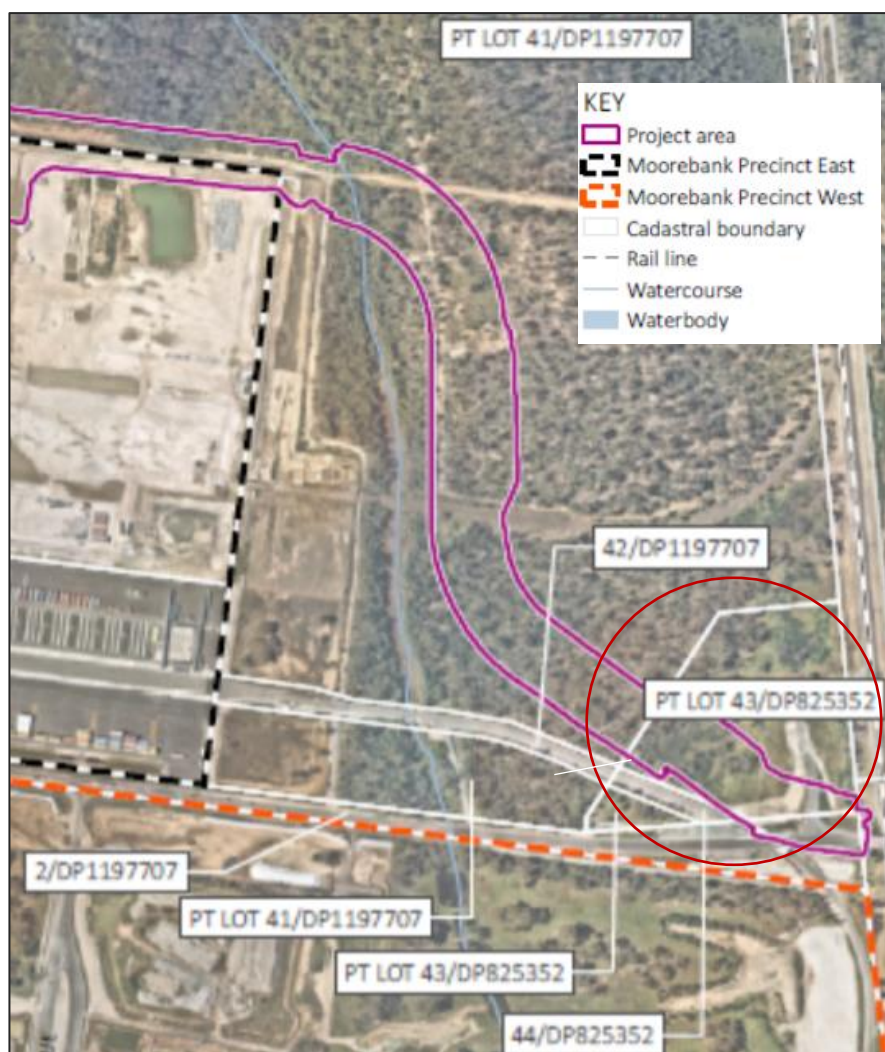 PT LOT 41/DP1197707
KEY
Project area
Moorebank Precinct East
Moorebank Precinct West
Cadastral boundary
Rail line
Watercourse
Waterbody
42/DP1197707
PT LOT 43/DP825352
2/DP1197707
PT LOT 41/DP1197707
PT LOT 43/DP825352
44/DP825352